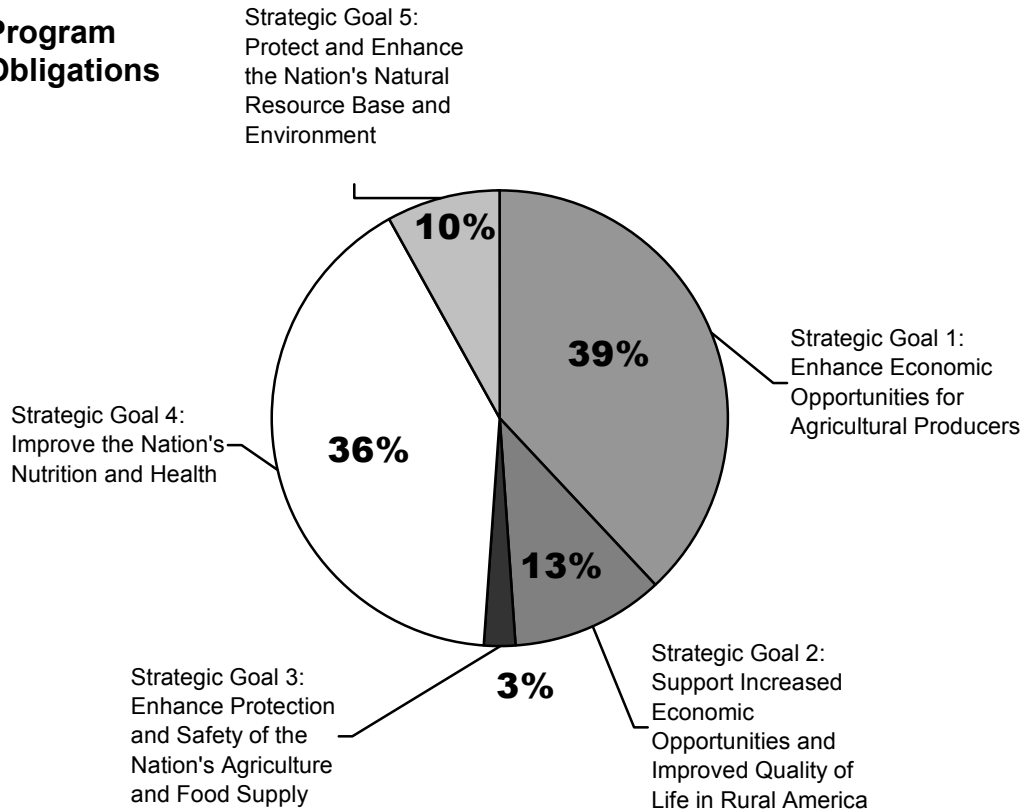 Program
Obligations
Strategic Goal 5:
Protect and Enhance
the Nation's Natural
Resource Base and
Environment
10%
39%
Strategic Goal 1:
Enhance Economic
Opportunities for
Agricultural Producers
Strategic Goal 4:
Improve the Nation's
Nutrition and Health
36%
13%
Strategic Goal 3:
Enhance Protection
and Safety of the
Nation's Agriculture
and Food Supply
3%
Strategic Goal 2:
Support Increased
Economic
Opportunities and
Improved Quality of
Life in Rural America